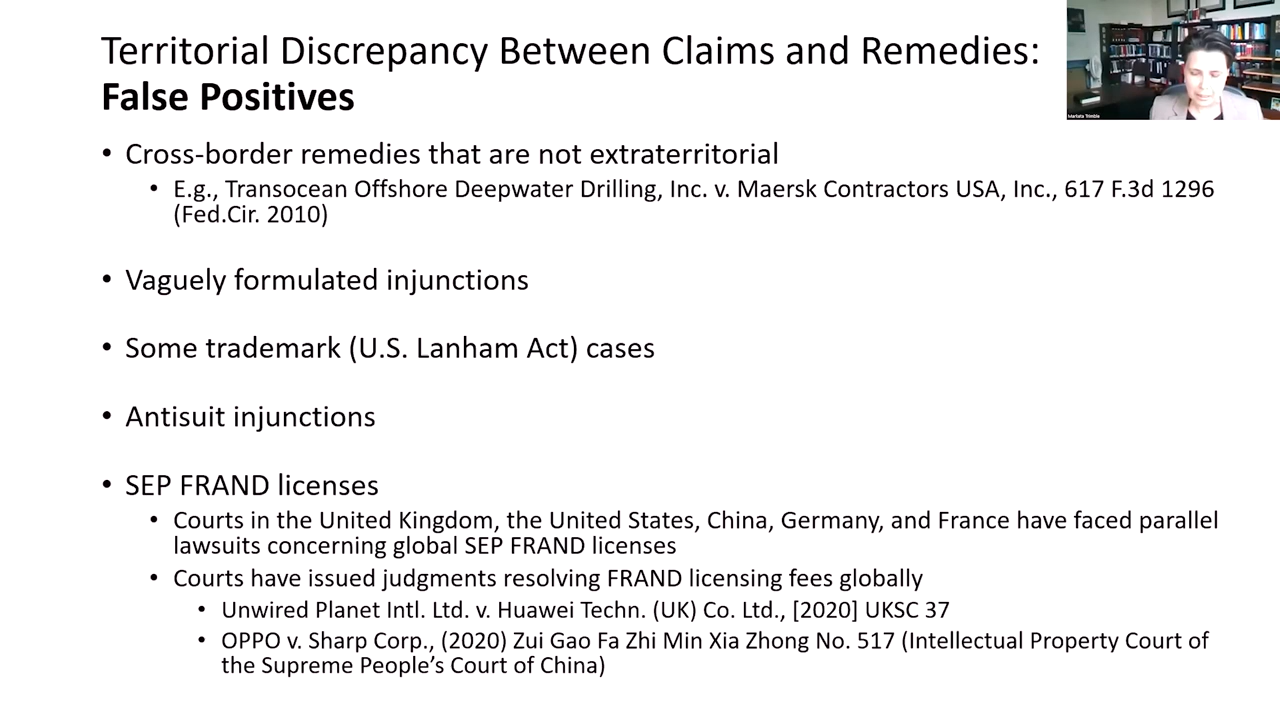 Territorial Discrepancy Between Claims and Remedies:
False Positives
• Cross-border remedies that are not extraterritorial
• E.g., Transocean Offshore Deepwater Drilling, Inc. v. Maersk Contractors USA, Inc., 617 F.3d 1296
(Fed.Cir. 2010)
• Vaguely formulated injunctions
• Some trademark (U.S. Lanham Act) cases
• Antisuit injunctions
• SEP FRAND licenses
• Courts in the United Kingdom, the United States, China, Germany, and France have faced parallel
lawsuits concerning global SEP FRAND licenses
• Courts have issued judgments resolving FRAND licensing fees globally
• Unwired Planet Intl. Ltd. v. Huawei Techn. (UK) Co. Ltd., [2020] UKSC 37
• OPPO v. Sharp Corp., (2020) Zui Gao Fa Zhi Min Xia Zhong No. 517 (Intellectual Property Court of
the Supreme People’s Court of China)
Marketa Trimble